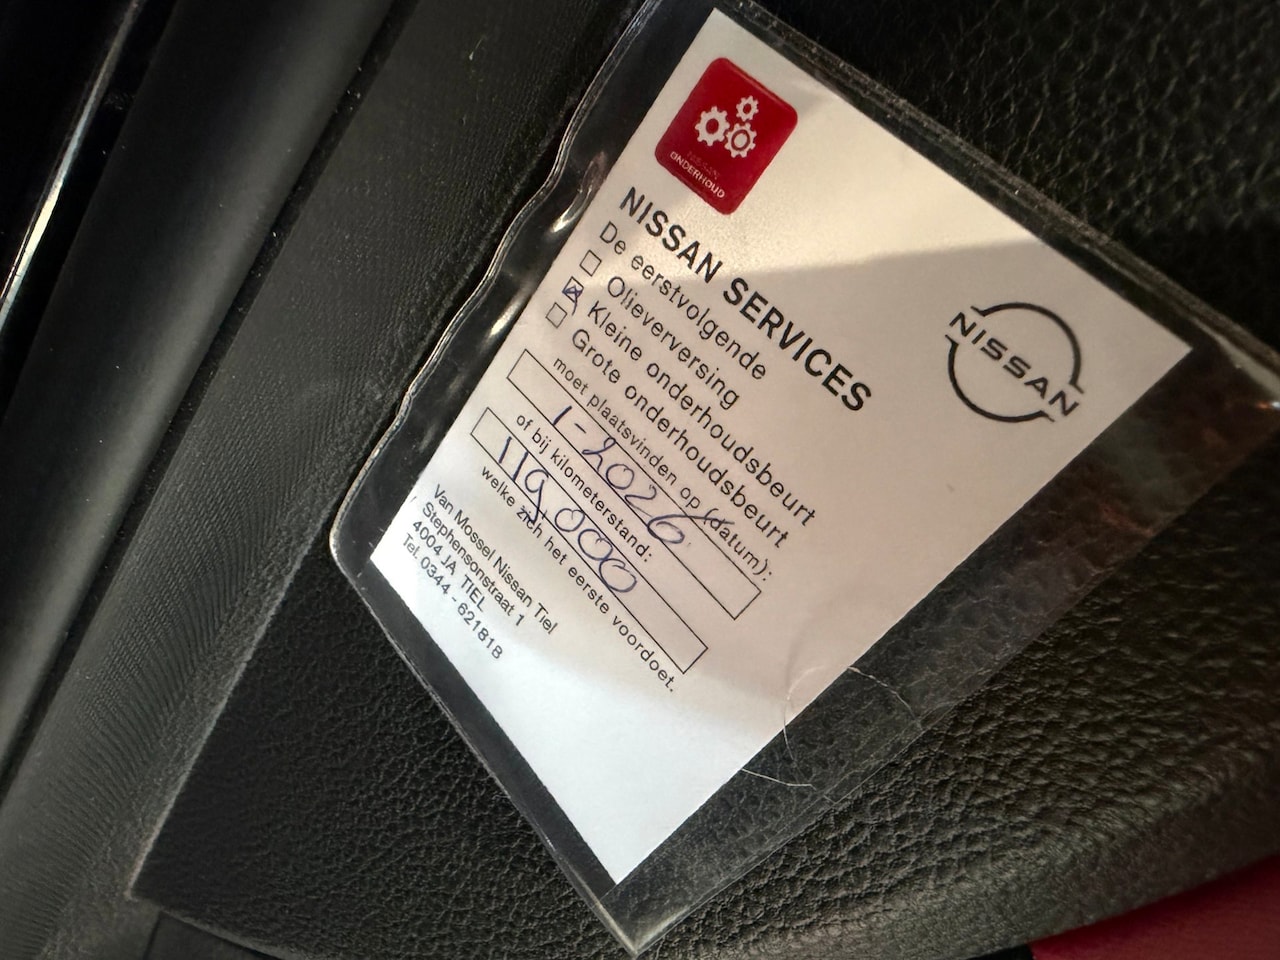 NISSAN
ONDERHOUD
NISSAN
NISSAN SERVICES
De eerstvolgende
Olieverversing
Kleine onderhoudsbeurt
Grote onderhoudsbeurt
moet plaatsvinden op (datum):
1-2026
of bij kilometerstand:
119.000
welke zich het eerste voordoet.
Van Mossel Nissan Tiel
Stephensonstraat 1
4004 JA TIEL
Tel. 0344 - 621818